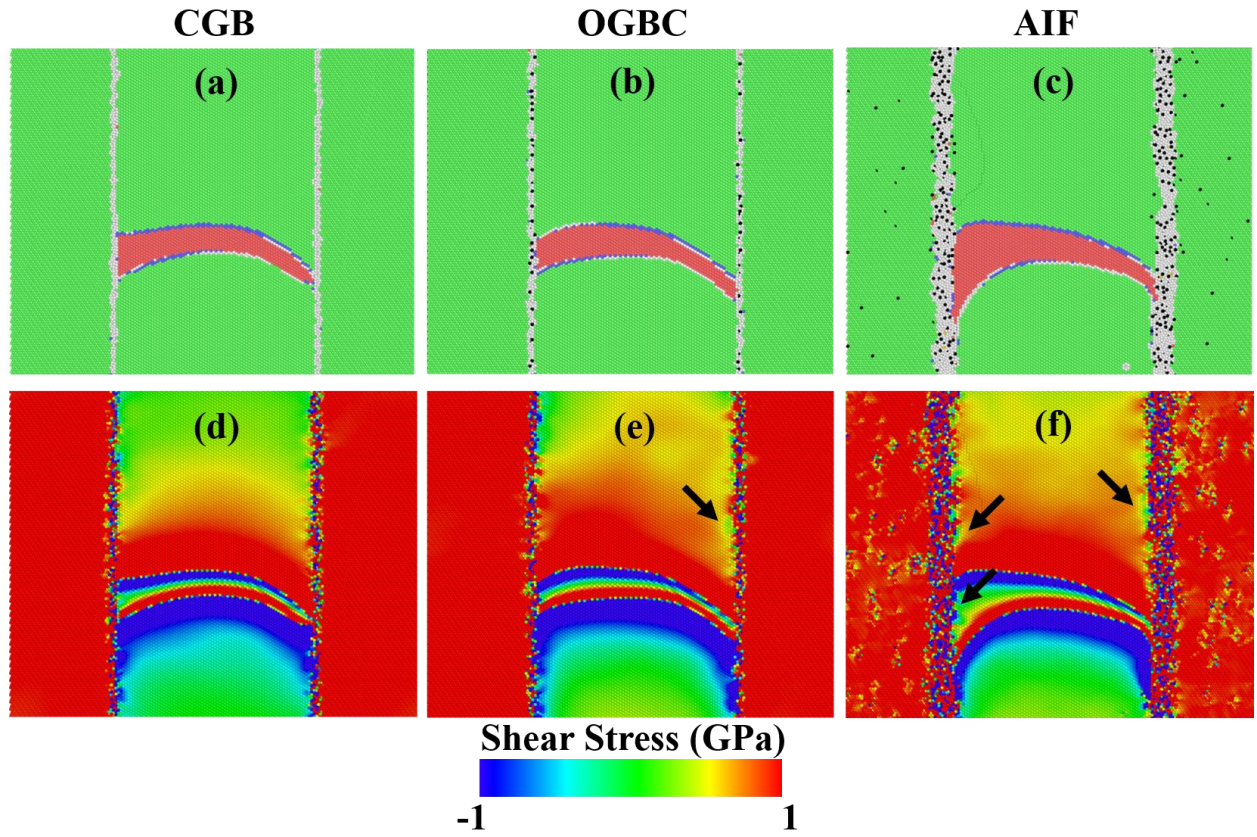 CGB OGBC AIF
(a) (b) (c)
(d) (e) (f)
Shear Stress (GPa)
-1 1